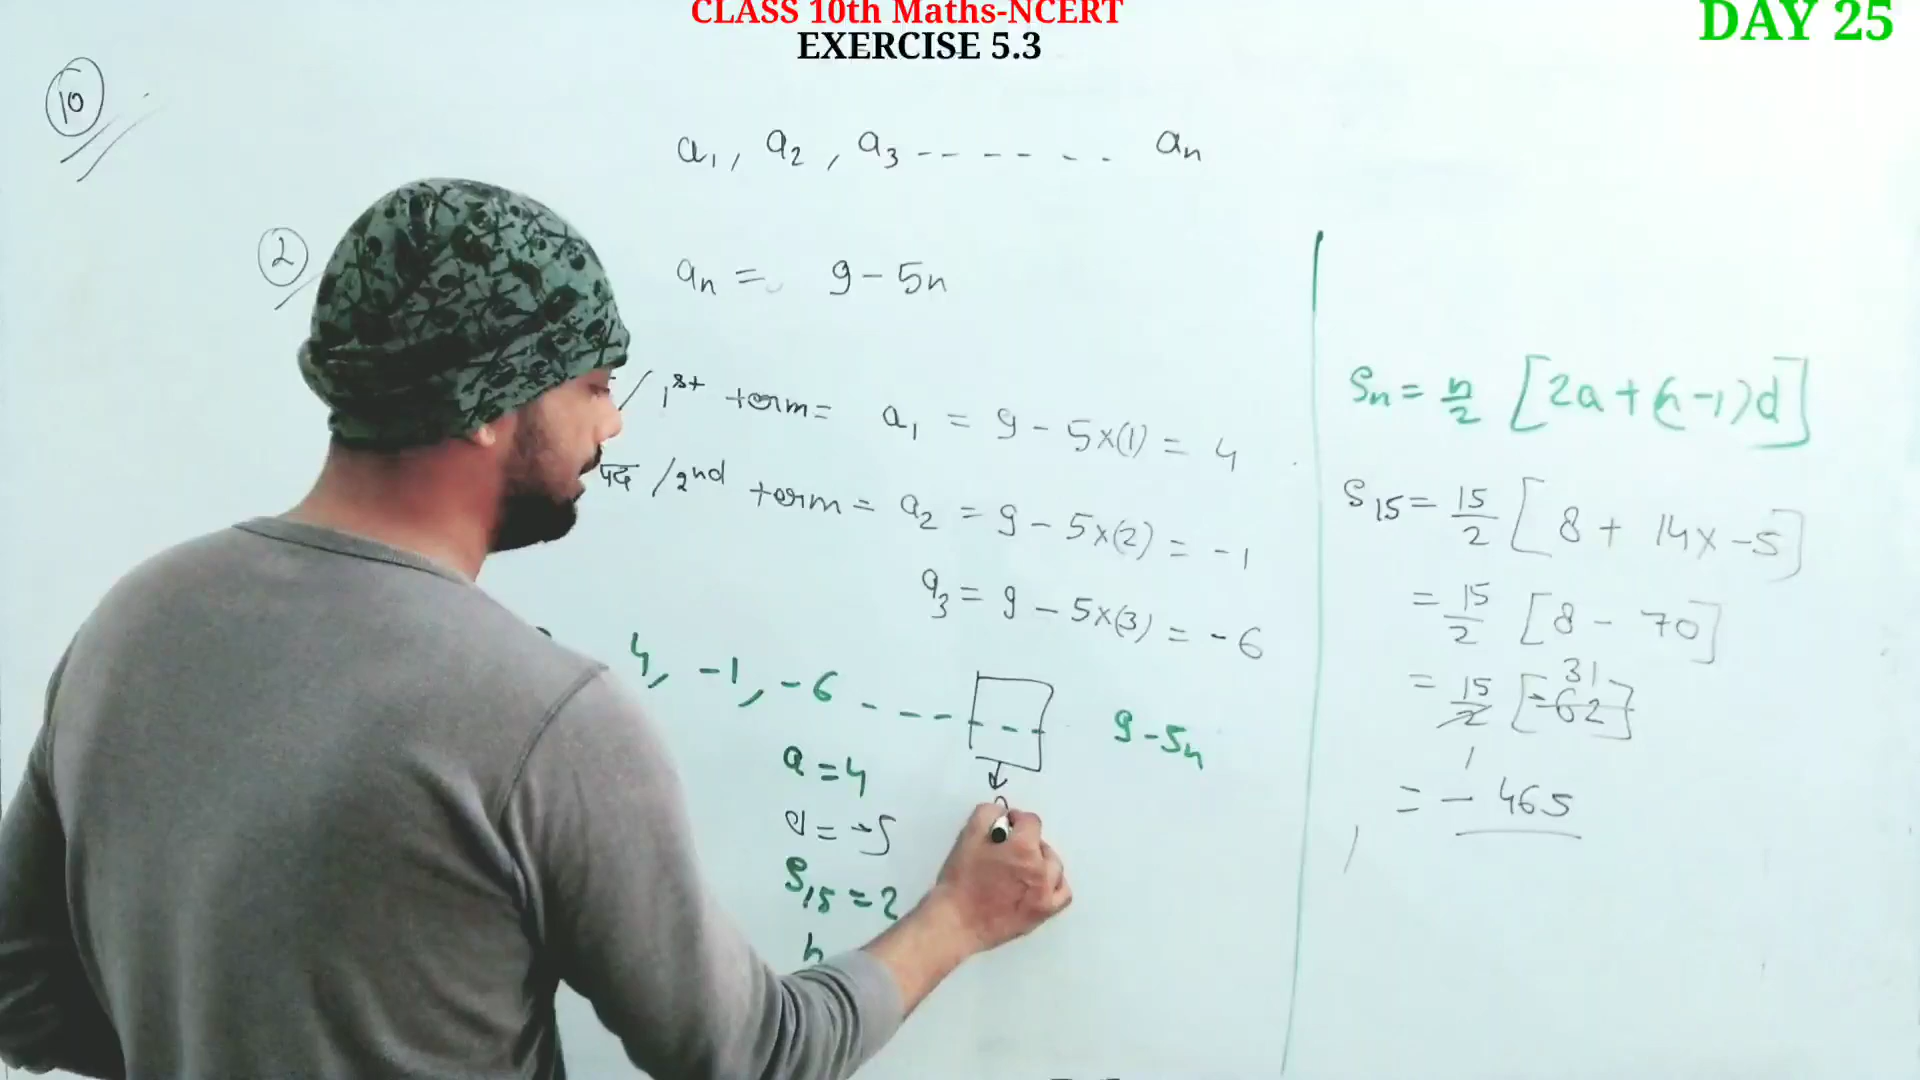 CLASS 10th Maths-NCERT
EXERCISE 5.3
DAY 25
10
a₁, a₂, a₃ - - - - - - - aₙ
2
aₙ = 9 - 5n
/ 1st term = a₁ = 9 - 5×(1) = 4
पद / 2nd term = a₂ = 9 - 5×(2) = -1
a₃ = 9 - 5×(3) = -6
4, -1, -6 - - - - - - 9-5n
a = 4
d = -5
S₁₅ = 2
n
Sₙ = n/2 [2a + (n-1)d]
S₁₅ = 15/2 [8 + 14×-5]
= 15/2 [8 - 70]
31
= 15/2 [-62]
1
= - 465